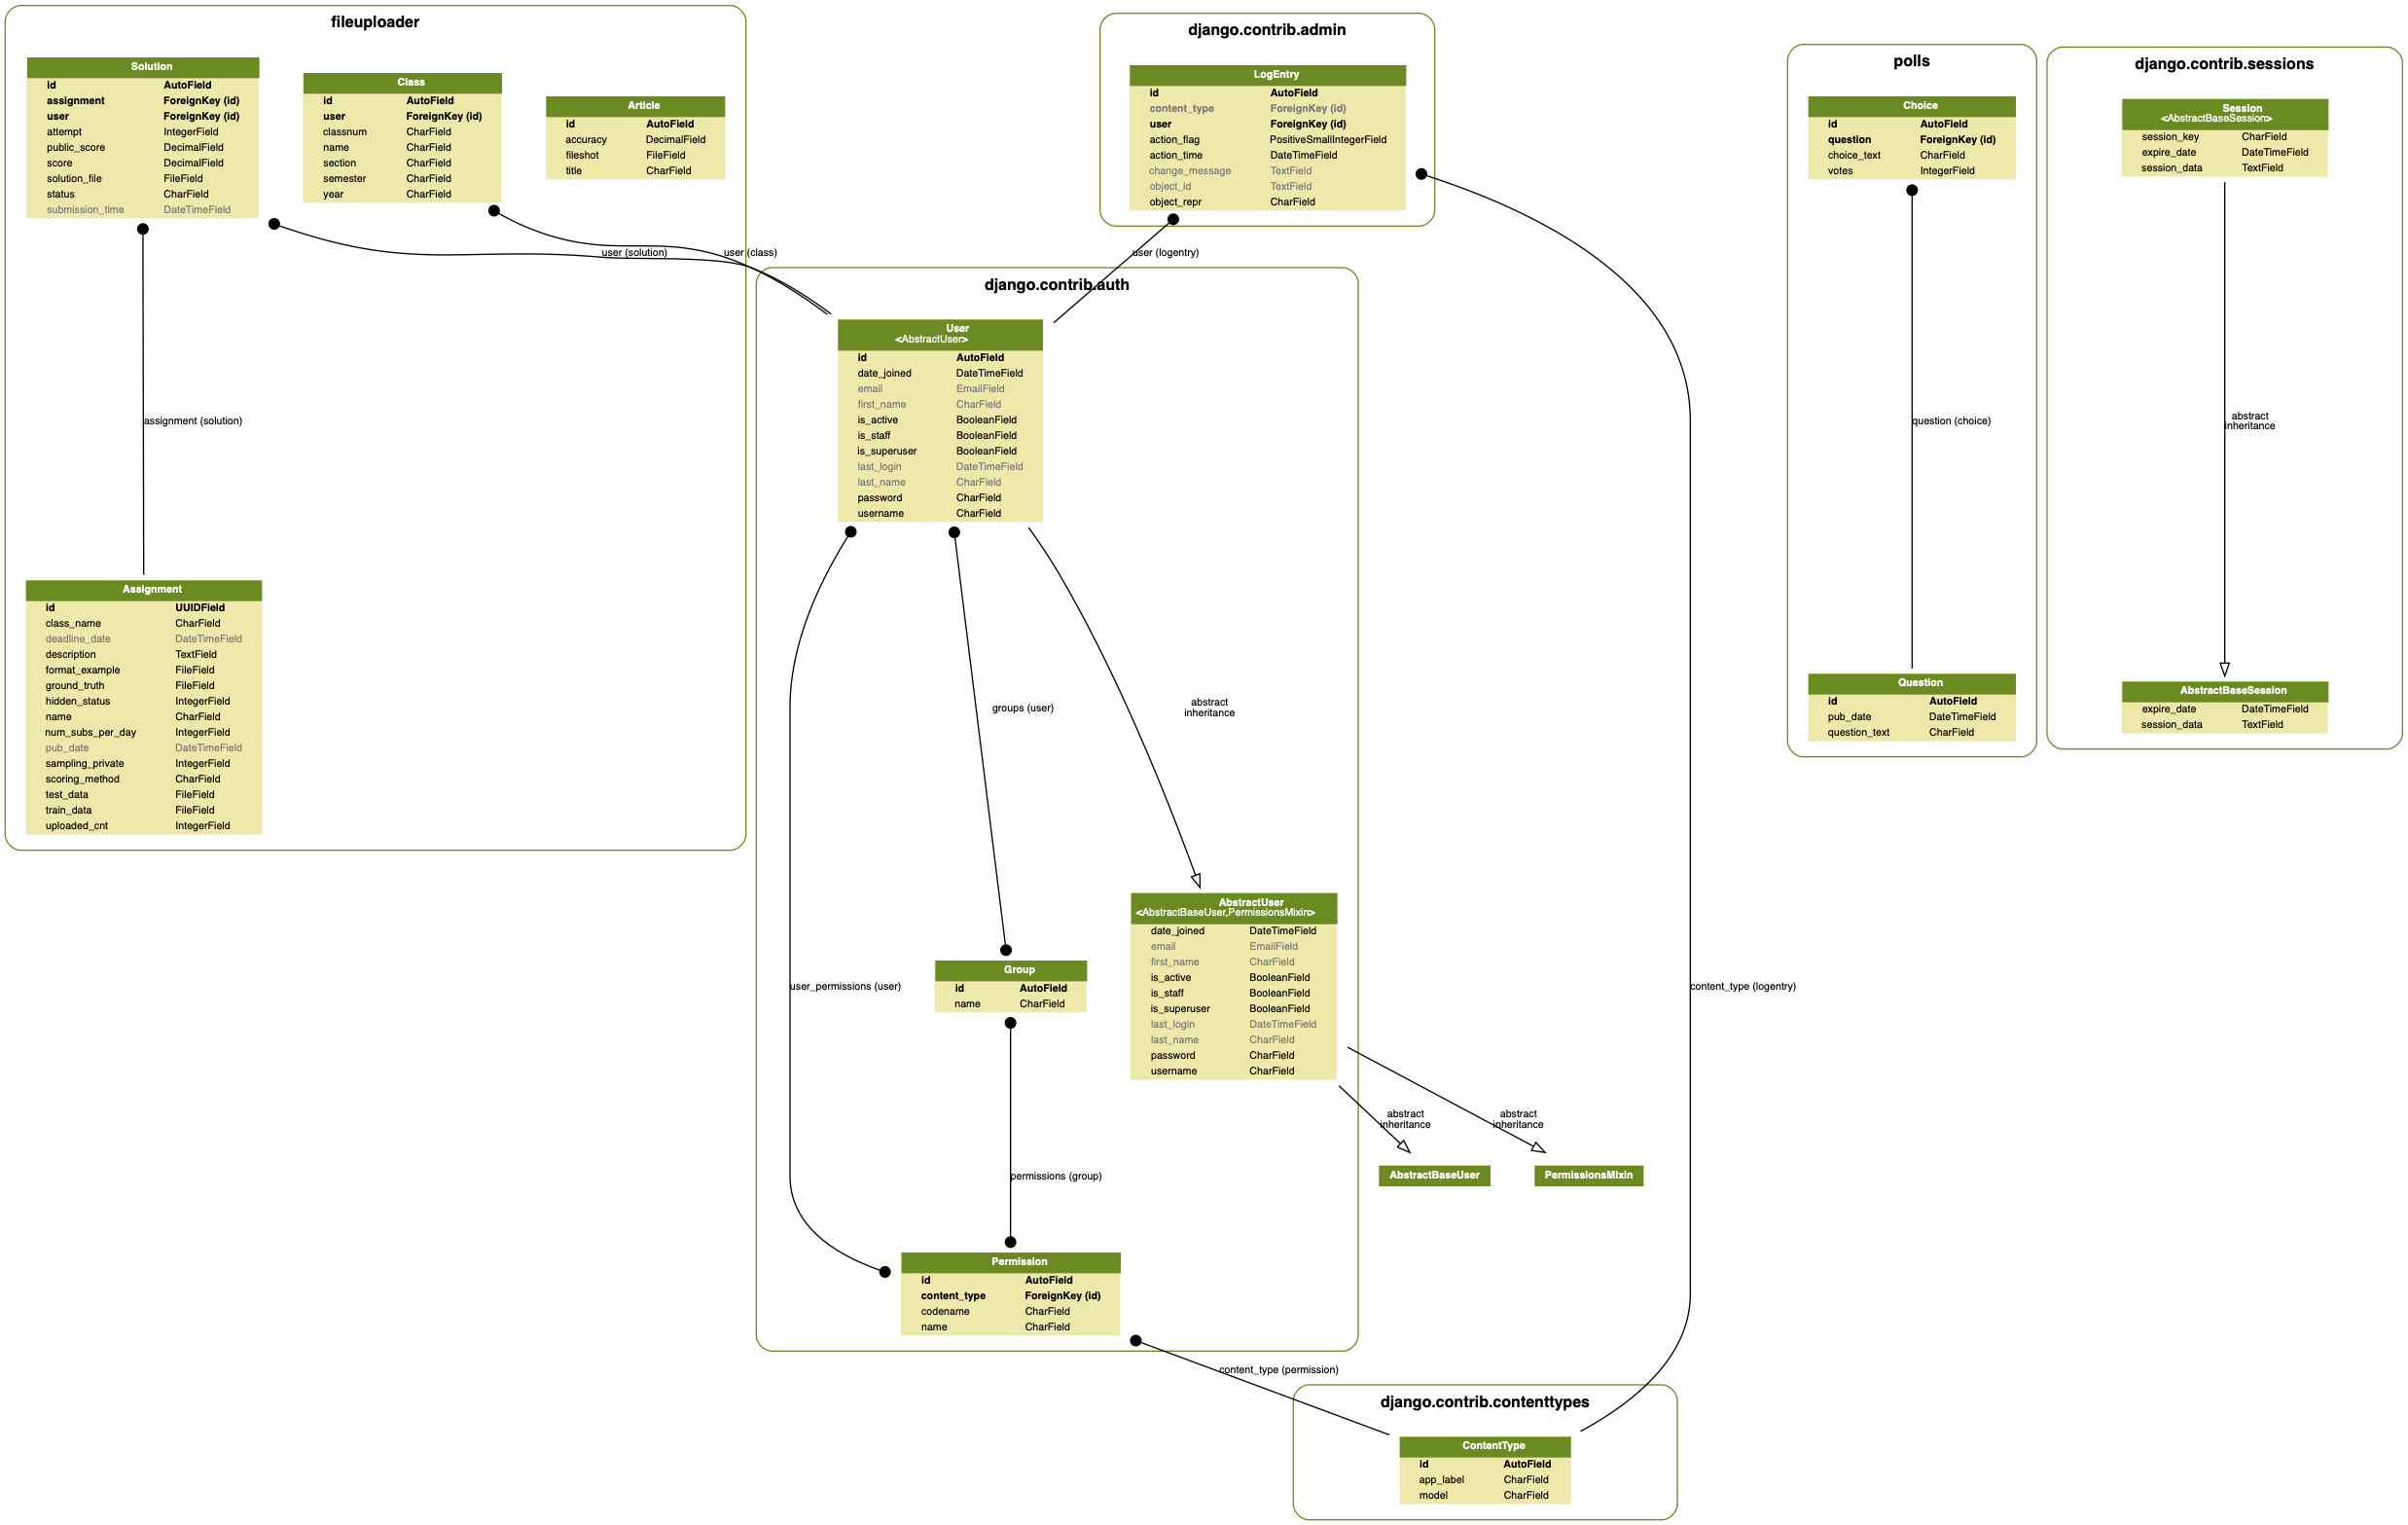 fileuploader
Solution
id AutoField
assignment ForeignKey (id)
user ForeignKey (id)
attempt IntegerField
public_score DecimalField
score DecimalField
solution_file FileField
status CharField
submission_time DateTimeField
Class
id AutoField
user ForeignKey (id)
classnum CharField
name CharField
section CharField
semester CharField
year CharField
Article
id AutoField
accuracy DecimalField
fileshot FileField
title CharField
user (solution)
user (class)
assignment (solution)
Assignment
id UUIDField
class_name CharField
deadline_date DateTimeField
description TextField
format_example FileField
ground_truth FileField
hidden_status IntegerField
name CharField
num_subs_per_day IntegerField
pub_date DateTimeField
sampling_private IntegerField
scoring_method CharField
test_data FileField
train_data FileField
uploaded_cnt IntegerField
django.contrib.admin
LogEntry
id AutoField
content_type ForeignKey (id)
user ForeignKey (id)
action_flag PositiveSmallIntegerField
action_time DateTimeField
change_message TextField
object_id TextField
object_repr CharField
user (logentry)
django.contrib.auth
User
<AbstractUser>
id AutoField
date_joined DateTimeField
email EmailField
first_name CharField
is_active BooleanField
is_staff BooleanField
is_superuser BooleanField
last_login DateTimeField
last_name CharField
password CharField
username CharField
groups (user)
abstract
inheritance
AbstractUser
<AbstractBaseUser,PermissionsMixin>
date_joined DateTimeField
email EmailField
first_name CharField
is_active BooleanField
is_staff BooleanField
is_superuser BooleanField
last_login DateTimeField
last_name CharField
password CharField
username CharField
Group
id AutoField
name CharField
user_permissions (user)
content_type (logentry)
abstract
inheritance
abstract
inheritance
AbstractBaseUser
PermissionsMixin
permissions (group)
Permission
id AutoField
content_type ForeignKey (id)
codename CharField
name CharField
content_type (permission)
django.contrib.contenttypes
ContentType
id AutoField
app_label CharField
model CharField
polls
Choice
id AutoField
question ForeignKey (id)
choice_text CharField
votes IntegerField
question (choice)
Question
id AutoField
pub_date DateTimeField
question_text CharField
django.contrib.sessions
Session
<AbstractBaseSession>
session_key CharField
expire_date DateTimeField
session_data TextField
abstract
inheritance
AbstractBaseSession
expire_date DateTimeField
session_data TextField